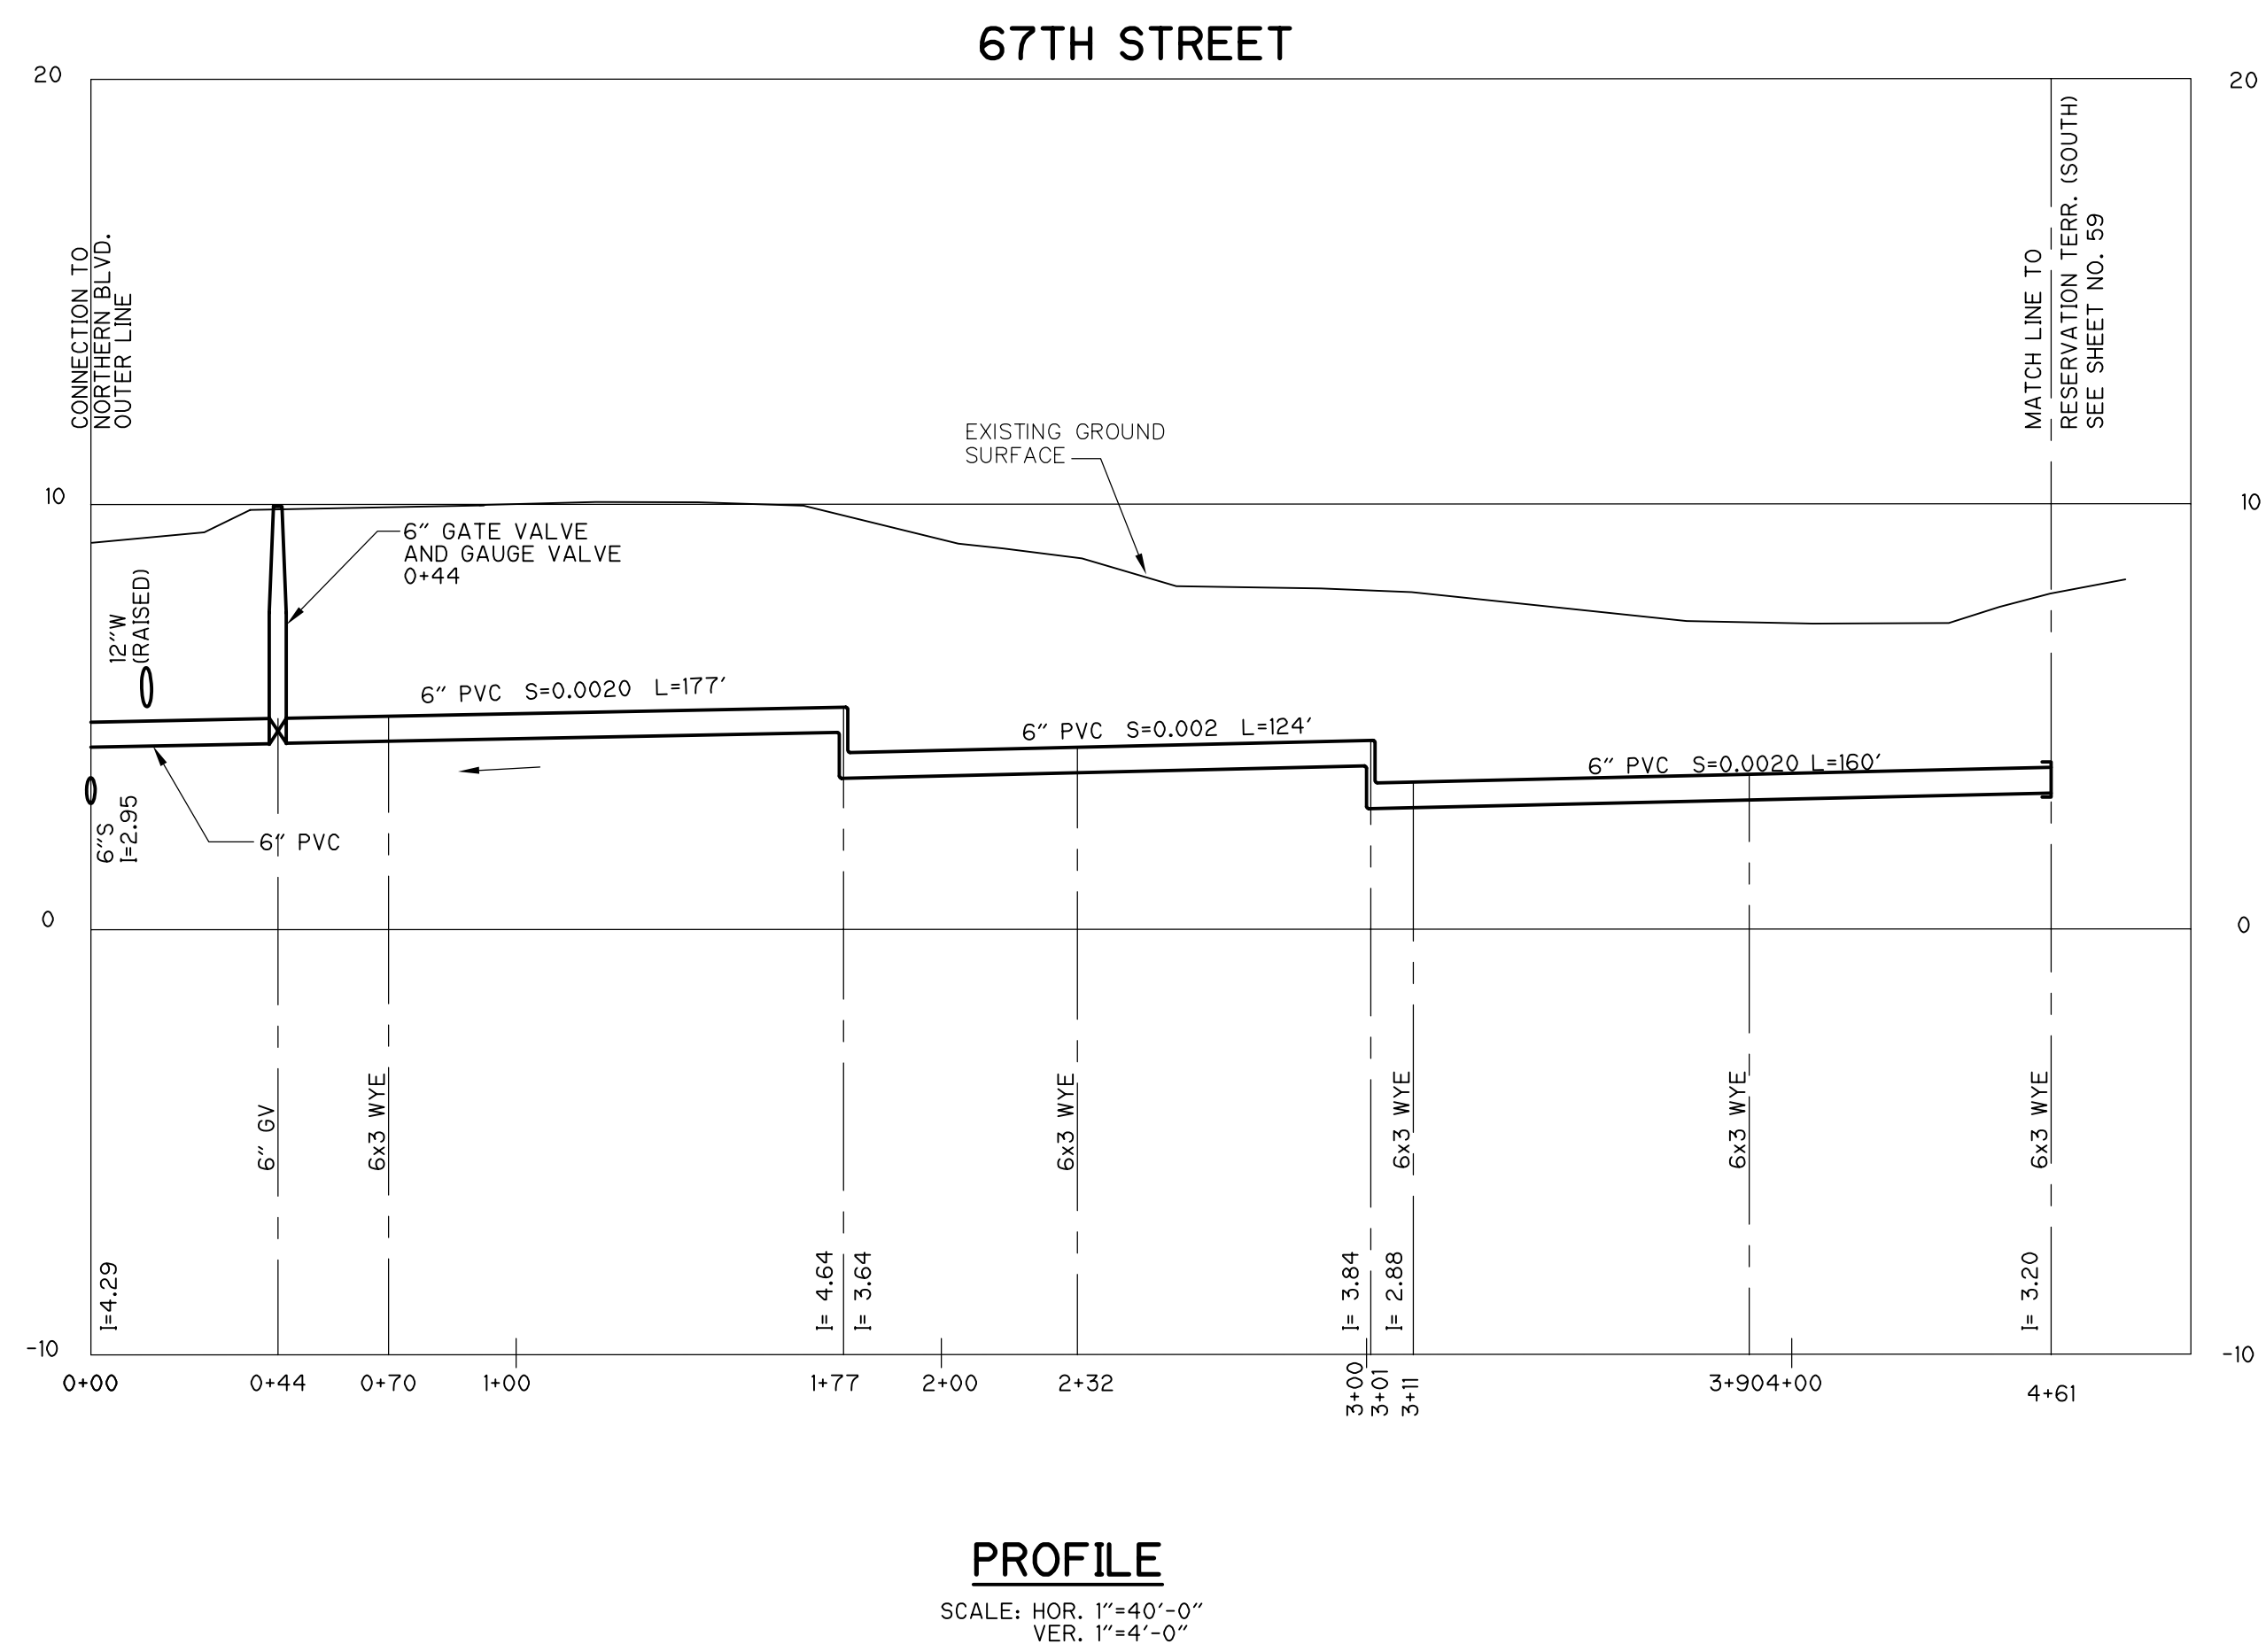 67TH STREET
20
20
CONNECTION TO
NORTHERN BLVD.
OUTER LINE
MATCH LINE TO
RESERVATION TERR. (SOUTH)
SEE SHEET NO. 59
EXISTING GROUND
SURFACE
10
10
6" GATE VALVE
AND GAUGE VALVE
0+44
12"W
(RAISED)
6" PVC S=0.0020 L=177'
6" PVC S=0.002 L=124'
6" PVC S=0.0020 L=160'
6"S
I=2.95
6" PVC
0
0
6" GV
6x3 WYE
6x3 WYE
6x3 WYE
6x3 WYE
6x3 WYE
I=4.29
I= 4.64
I= 3.64
I= 3.84
I= 2.88
I= 3.20
-10
-10
0+00
0+44
0+70
1+00
1+77
2+00
2+32
3+00
3+01
3+11
3+90
4+00
4+61
PROFILE
SCALE: HOR. 1"=40'-0"
VER. 1"=4'-0"